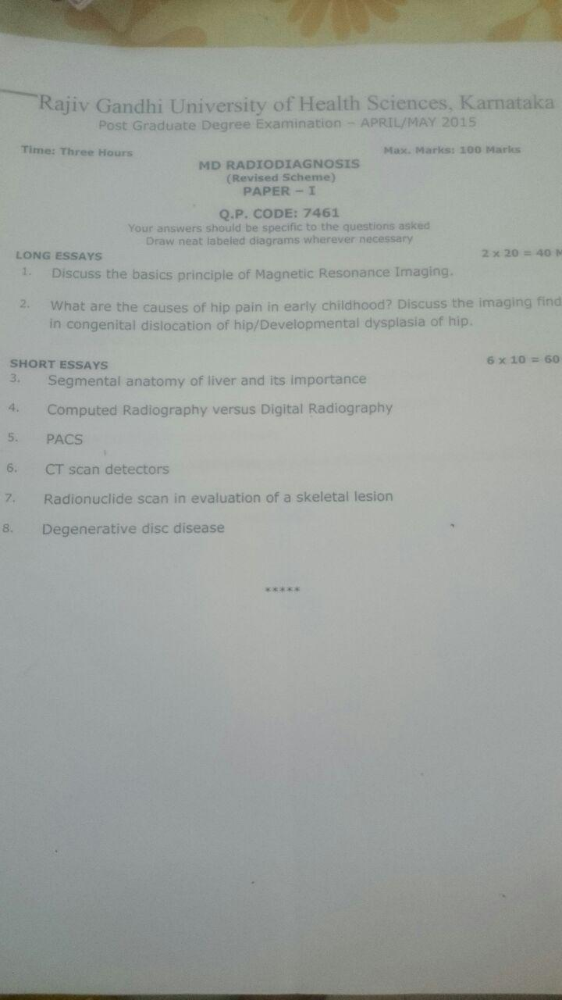 Rajiv Gandhi University of Health Sciences, Karnataka
Post Graduate Degree Examination – APRIL/MAY 2015
Time: Three Hours
Max. Marks: 100 Marks
MD RADIODIAGNOSIS
(Revised Scheme)
PAPER – I
Q.P. CODE: 7461
Your answers should be specific to the questions asked
Draw neat labeled diagrams wherever necessary
LONG ESSAYS
2 x 20 = 40 M
1. Discuss the basics principle of Magnetic Resonance Imaging.
2. What are the causes of hip pain in early childhood? Discuss the imaging find
in congenital dislocation of hip/Developmental dysplasia of hip.
SHORT ESSAYS
6 x 10 = 60
3. Segmental anatomy of liver and its importance
4. Computed Radiography versus Digital Radiography
5. PACS
6. CT scan detectors
7. Radionuclide scan in evaluation of a skeletal lesion
8. Degenerative disc disease
*****